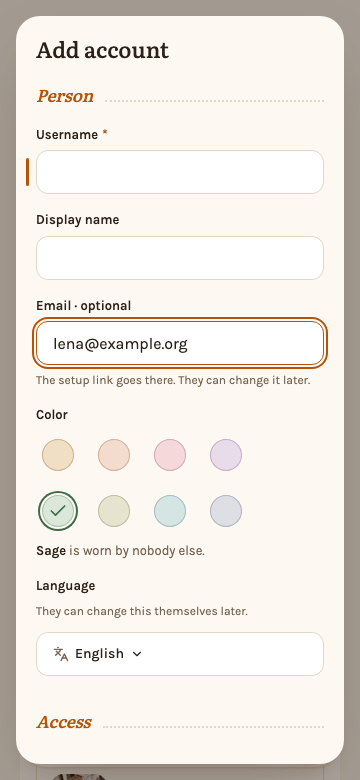 Add account
Person
Username *
Display name
Email · optional
lena@example.org
The setup link goes there. They can change it later.
Color
Sage is worn by nobody else.
Language
They can change this themselves later.
English
Access